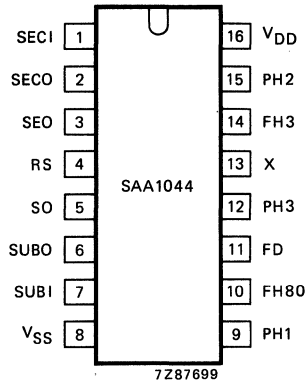 SECI 1 16 VDD
SECO 2 15 PH2
SEO 3 14 FH3
RS 4 13 X
SAA1044
SO 5 12 PH3
SUBO 6 11 FD
SUBI 7 10 FH80
VSS 8 9 PH1
7Z87699